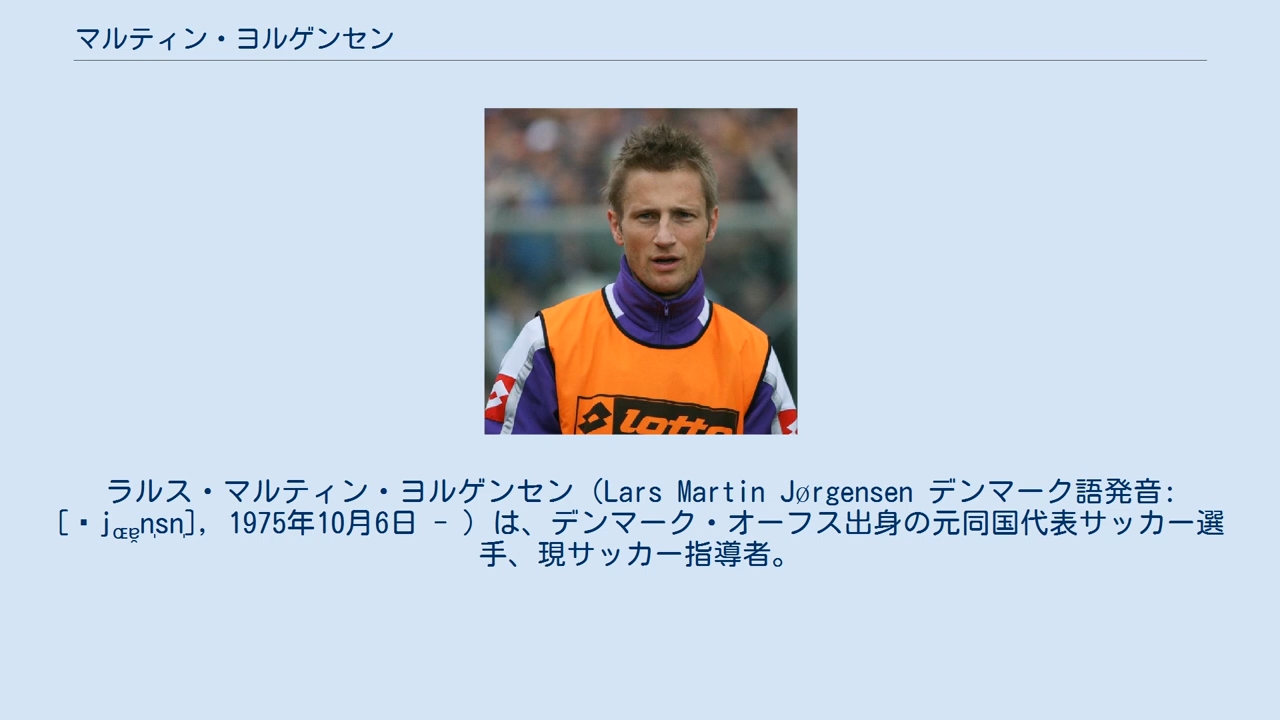 マルティン・ヨルゲンセン
lotto
ラルス・マルティン・ヨルゲンセン（Lars Martin Jørgensen デンマーク語発音:
[ˈjɶɐ̯n̩sn̩], 1975年10月6日 - ）は、デンマーク・オーフス出身の元同国代表サッカー選
手、現サッカー指導者。